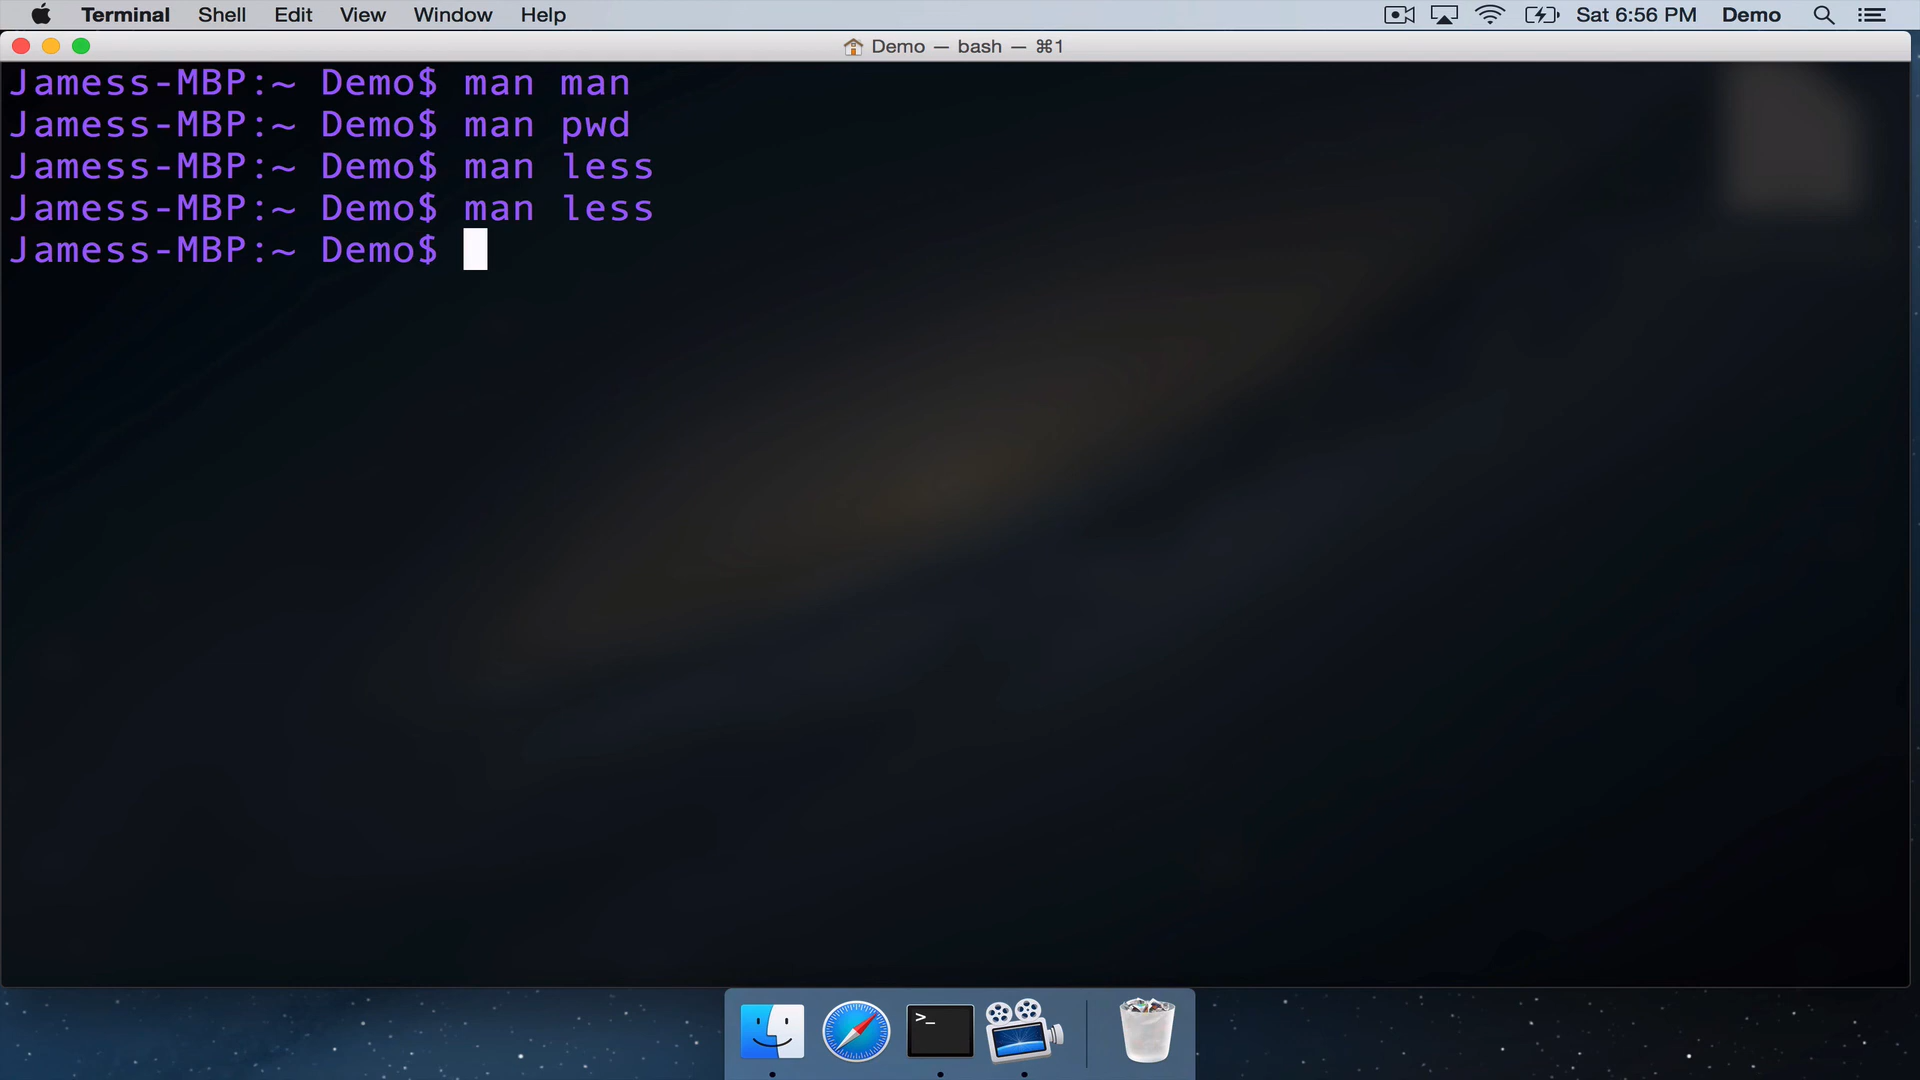 Terminal Shell Edit View Window Help Sat 6:56 PM Demo
Demo — bash — ⌘1
Jamess-MBP:~ Demo$ man man
Jamess-MBP:~ Demo$ man pwd
Jamess-MBP:~ Demo$ man less
Jamess-MBP:~ Demo$ man less
Jamess-MBP:~ Demo$
>_